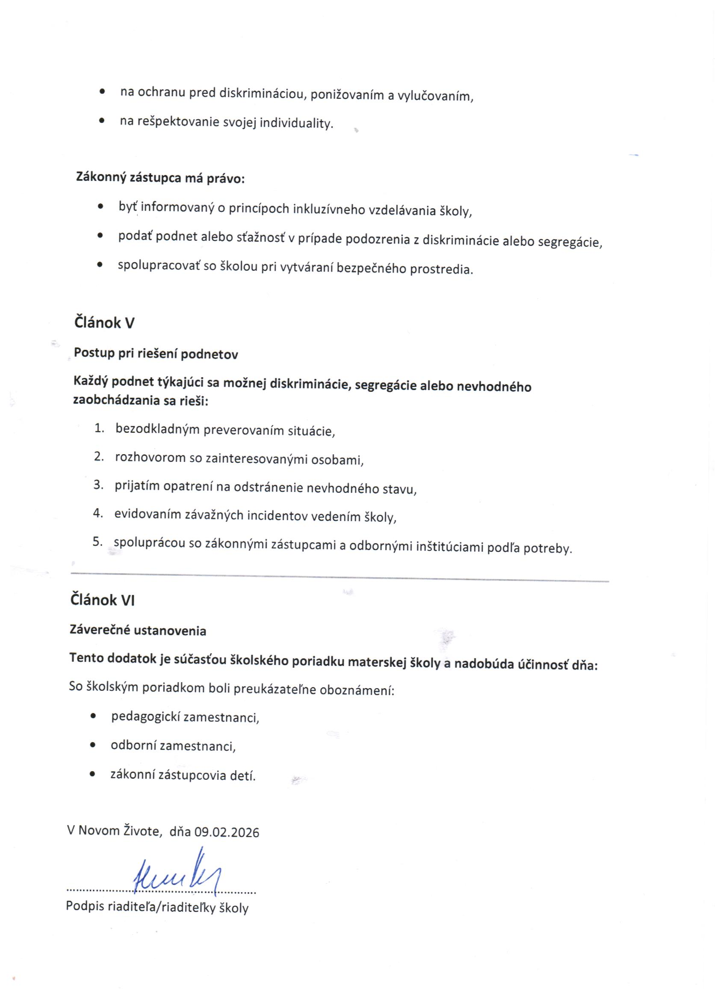 • na ochranu pred diskrimináciou, ponižovaním a vylučovaním,
• na rešpektovanie svojej individuality.
Zákonný zástupca má právo:
• byť informovaný o princípoch inkluzívneho vzdelávania školy,
• podať podnet alebo sťažnosť v prípade podozrenia z diskriminácie alebo segregácie,
• spolupracovať so školou pri vytváraní bezpečného prostredia.
Článok V
Postup pri riešení podnetov
Každý podnet týkajúci sa možnej diskriminácie, segregácie alebo nevhodného
zaobchádzania sa rieši:
1. bezodkladným preverovaním situácie,
2. rozhovorom so zainteresovanými osobami,
3. prijatím opatrení na odstránenie nevhodného stavu,
4. evidovaním závažných incidentov vedením školy,
5. spoluprácou so zákonnými zástupcami a odbornými inštitúciami podľa potreby.
Článok VI
Záverečné ustanovenia
Tento dodatok je súčasťou školského poriadku materskej školy a nadobúda účinnosť dňa:
So školským poriadkom boli preukázateľne oboznámení:
• pedagogickí zamestnanci,
• odborní zamestnanci,
• zákonní zástupcovia detí.
V Novom Živote, dňa 09.02.2026
Podpis riaditeľa/riaditeľky školy